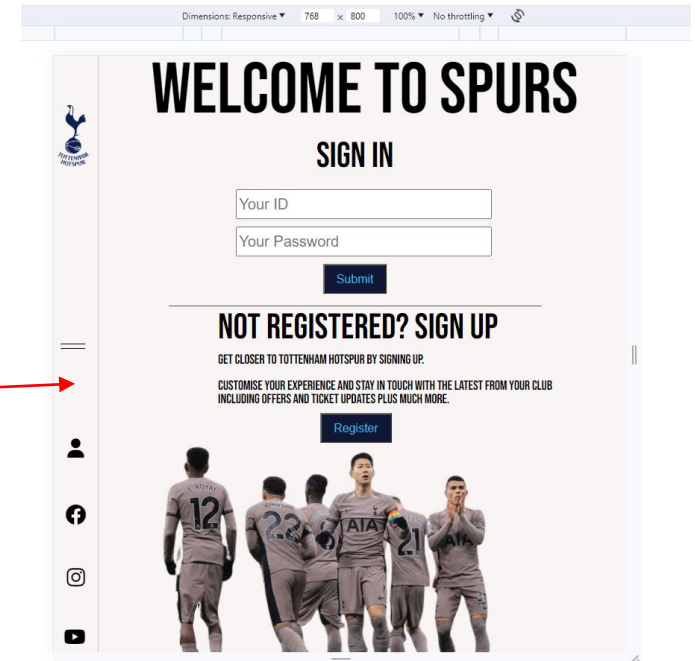 Dimensions: Responsive ▼ 768 × 800 100% ▼ No throttling ▼
WELCOME TO SPURS
TOTTENHAM
HOTSPUR
SIGN IN
Your ID
Your Password
Submit
NOT REGISTERED? SIGN UP
GET CLOSER TO TOTTENHAM HOTSPUR BY SIGNING UP.
CUSTOMISE YOUR EXPERIENCE AND STAY IN TOUCH WITH THE LATEST FROM YOUR CLUB
INCLUDING OFFERS AND TICKET UPDATES PLUS MUCH MORE.
Register
E. ROYAL
12
JOHNSON
22
AIA
21
AIA